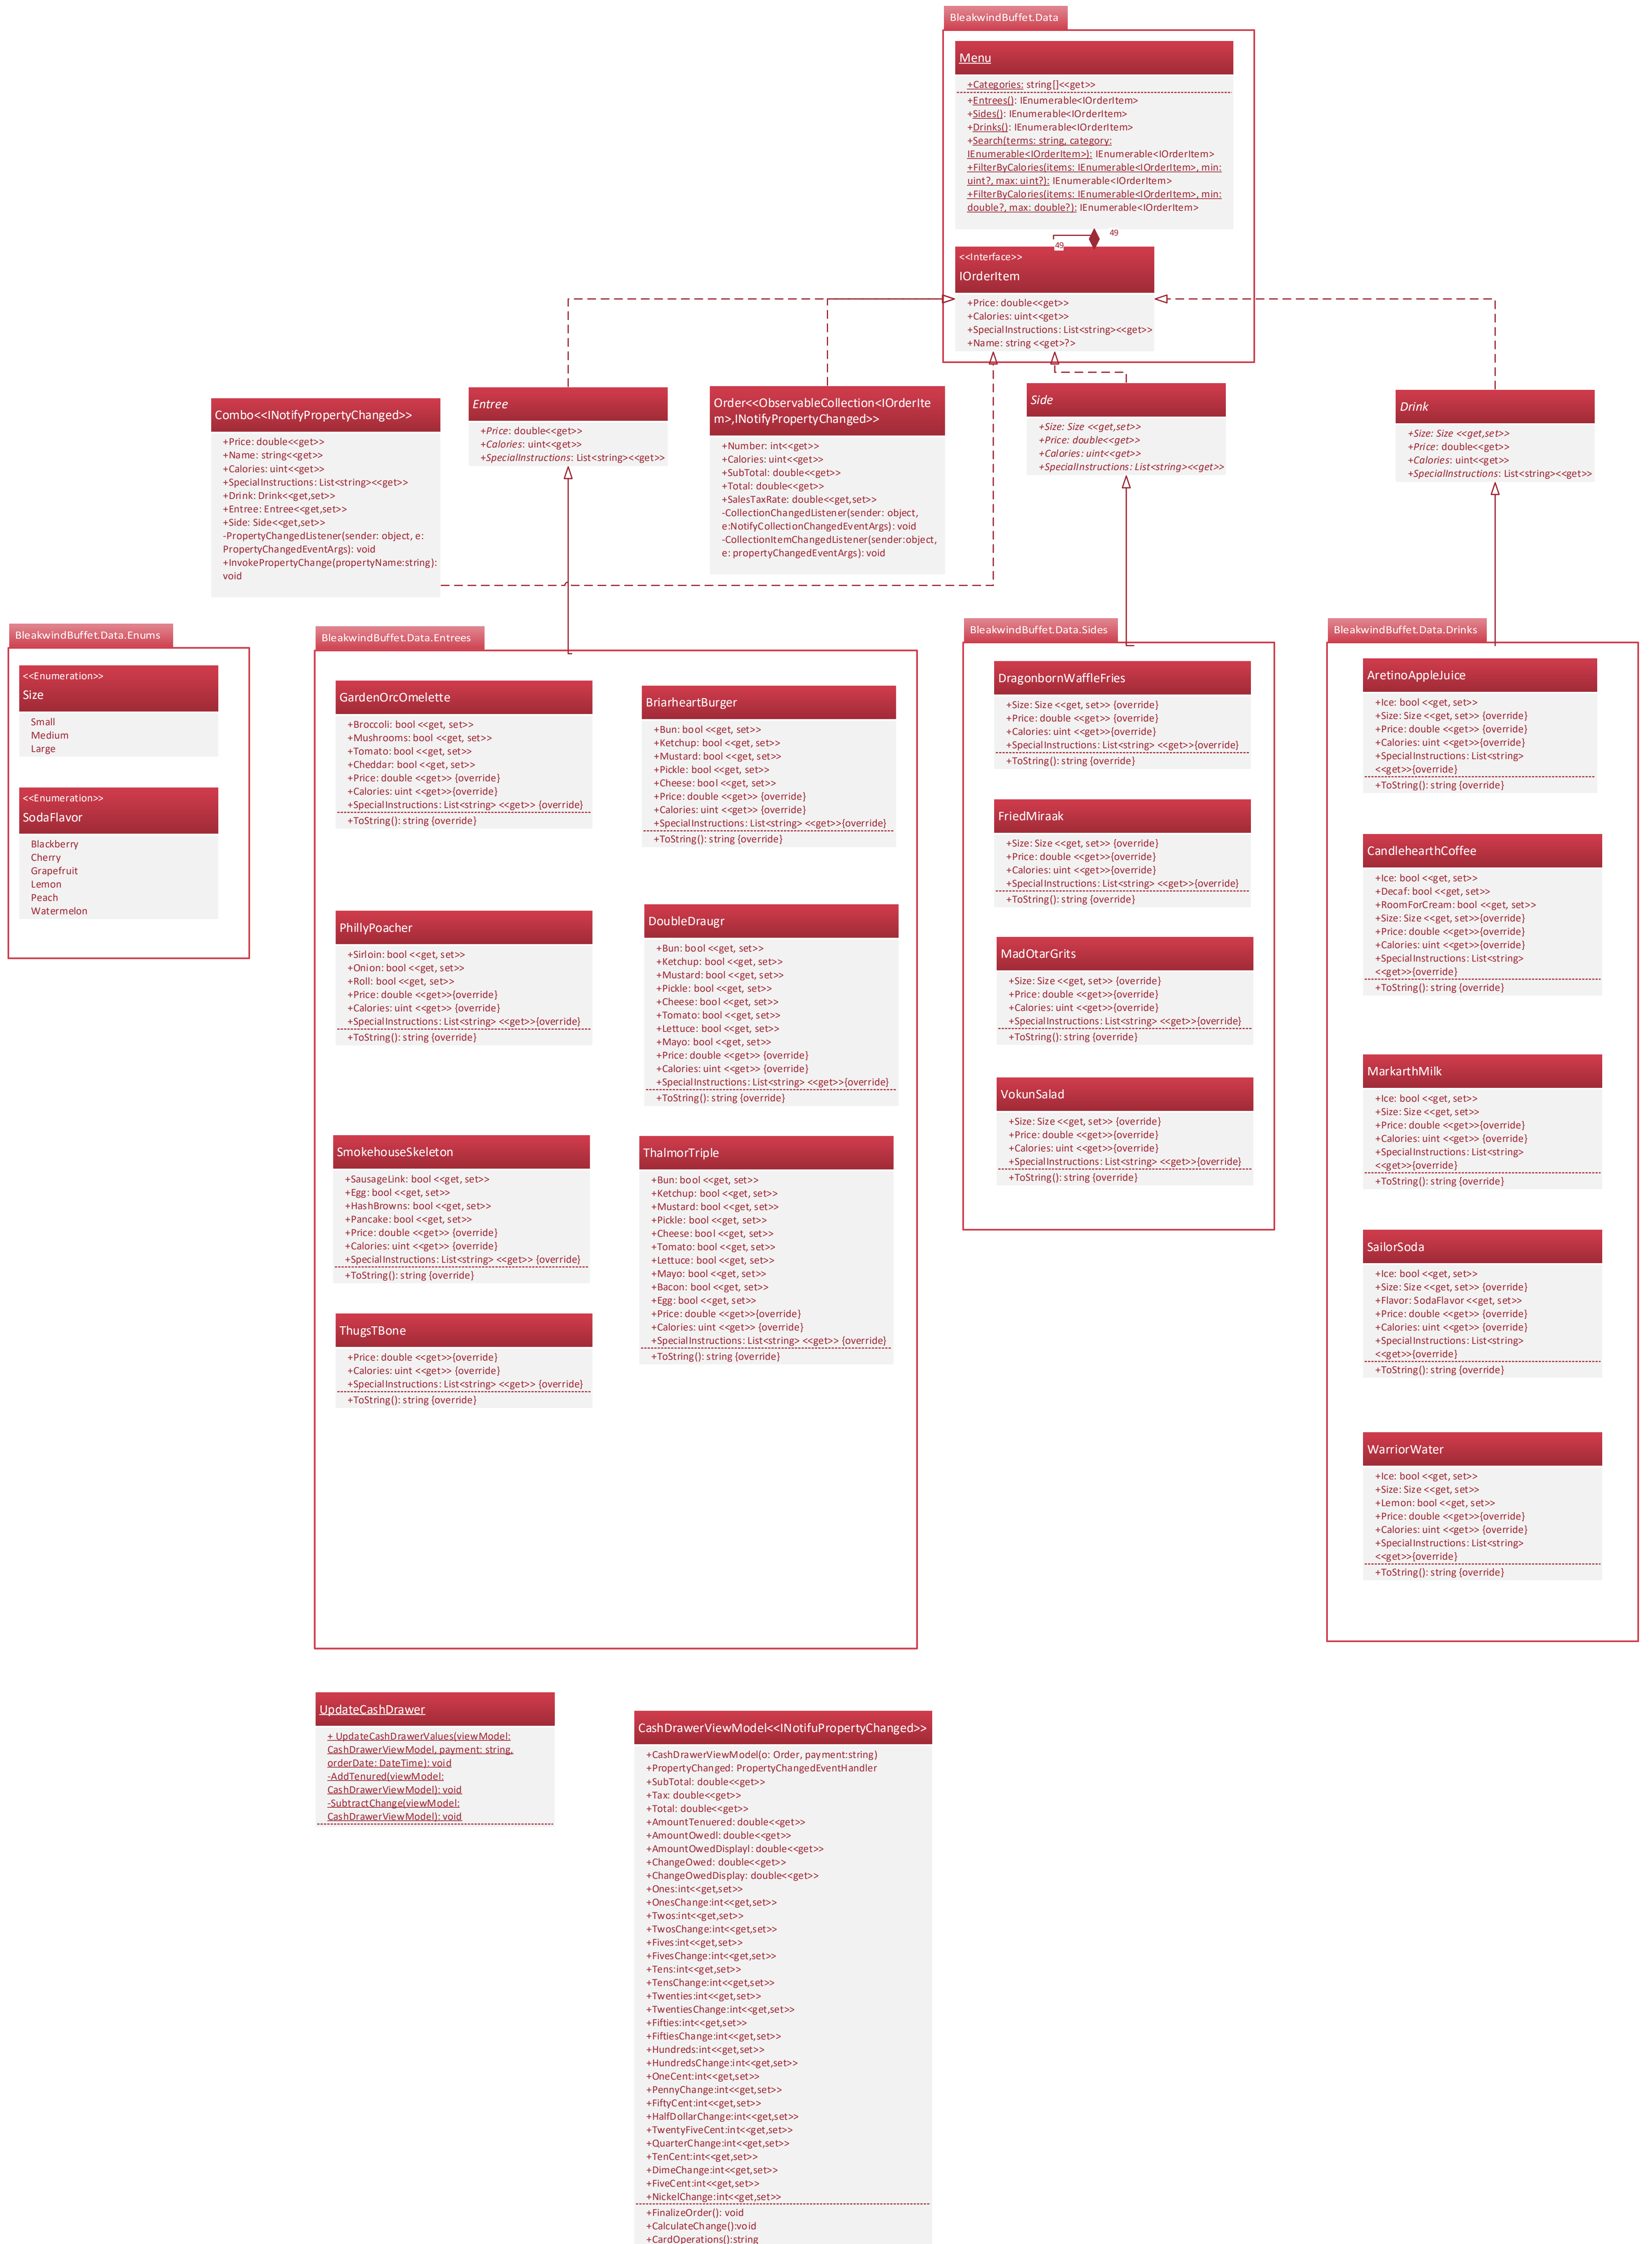 BleakwindBuffet.Data
Menu
+Categories: string[]<<get>>
+Entrees(): IEnumerable<IOrderItem>
+Sides(): IEnumerable<IOrderItem>
+Drinks(): IEnumerable<IOrderItem>
+Search(terms: string, category:
IEnumerable<IOrderItem>): IEnumerable<IOrderItem>
+FilterByCalories(items: IEnumerable<IOrderItem>, min:
uint?, max: uint?): IEnumerable<IOrderItem>
+FilterByCalories(items: IEnumerable<IOrderItem>, min:
double?, max: double?): IEnumerable<IOrderItem>
49
49
<<Interface>>
IOrderItem
+Price: double<<get>>
+Calories: uint<<get>>
+SpecialInstructions: List<string><<get>>
+Name: string <<get>?>
Combo<<INotifyPropertyChanged>>
+Price: double<<get>>
+Name: string<<get>>
+Calories: uint<<get>>
+SpecialInstructions: List<string><<get>>
+Drink: Drink<<get,set>>
+Entree: Entree<<get,set>>
+Side: Side<<get,set>>
-PropertyChangedListener(sender: object, e:
PropertyChangedEventArgs): void
+InvokePropertyChange(propertyName:string):
void
Entree
+Price: double<<get>>
+Calories: uint<<get>>
+SpecialInstructions: List<string><<get>>
Order<<ObservableCollection<IOrderIte
m>,INotifyPropertyChanged>>
+Number: int<<get>>
+Calories: uint<<get>>
+SubTotal: double<<get>>
+Total: double<<get>>
+SalesTaxRate: double<<get,set>>
-CollectionChangedListener(sender: object,
e:NotifyCollectionChangedEventArgs): void
-CollectionItemChangedListener(sender:object,
e: propertyChangedEventArgs): void
Side
+Size: Size <<get,set>>
+Price: double<<get>>
+Calories: uint<<get>>
+SpecialInstructions: List<string><<get>>
Drink
+Size: Size <<get,set>>
+Price: double<<get>>
+Calories: uint<<get>>
+SpecialInstructions: List<string><<get>>
BleakwindBuffet.Data.Enums
<<Enumeration>>
Size
Small
Medium
Large
<<Enumeration>>
SodaFlavor
Blackberry
Cherry
Grapefruit
Lemon
Peach
Watermelon
BleakwindBuffet.Data.Entrees
GardenOrcOmelette
+Broccoli: bool <<get, set>>
+Mushrooms: bool <<get, set>>
+Tomato: bool <<get, set>>
+Cheddar: bool <<get, set>>
+Price: double <<get>> {override}
+Calories: uint <<get>>{override}
+SpecialInstructions: List<string> <<get>> {override}
+ToString(): string {override}
BriarheartBurger
+Bun: bool <<get, set>>
+Ketchup: bool <<get, set>>
+Mustard: bool <<get, set>>
+Pickle: bool <<get, set>>
+Cheese: bool <<get, set>>
+Price: double <<get>> {override}
+Calories: uint <<get>> {override}
+SpecialInstructions: List<string> <<get>>{override}
+ToString(): string {override}
PhillyPoacher
+Sirloin: bool <<get, set>>
+Onion: bool <<get, set>>
+Roll: bool <<get, set>>
+Price: double <<get>>{override}
+Calories: uint <<get>> {override}
+SpecialInstructions: List<string> <<get>>{override}
+ToString(): string {override}
DoubleDraugr
+Bun: bool <<get, set>>
+Ketchup: bool <<get, set>>
+Mustard: bool <<get, set>>
+Pickle: bool <<get, set>>
+Cheese: bool <<get, set>>
+Tomato: bool <<get, set>>
+Lettuce: bool <<get, set>>
+Mayo: bool <<get, set>>
+Price: double <<get>> {override}
+Calories: uint <<get>> {override}
+SpecialInstructions: List<string> <<get>>{override}
+ToString(): string {override}
SmokehouseSkeleton
+SausageLink: bool <<get, set>>
+Egg: bool <<get, set>>
+HashBrowns: bool <<get, set>>
+Pancake: bool <<get, set>>
+Price: double <<get>> {override}
+Calories: uint <<get>> {override}
+SpecialInstructions: List<string> <<get>> {override}
+ToString(): string {override}
ThalmorTriple
+Bun: bool <<get, set>>
+Ketchup: bool <<get, set>>
+Mustard: bool <<get, set>>
+Pickle: bool <<get, set>>
+Cheese: bool <<get, set>>
+Tomato: bool <<get, set>>
+Lettuce: bool <<get, set>>
+Mayo: bool <<get, set>>
+Bacon: bool <<get, set>>
+Egg: bool <<get, set>>
+Price: double <<get>>{override}
+Calories: uint <<get>> {override}
+SpecialInstructions: List<string> <<get>> {override}
+ToString(): string {override}
ThugsTBone
+Price: double <<get>>{override}
+Calories: uint <<get>> {override}
+SpecialInstructions: List<string> <<get>> {override}
+ToString(): string {override}
BleakwindBuffet.Data.Sides
DragonbornWaffleFries
+Size: Size <<get, set>> {override}
+Price: double <<get>> {override}
+Calories: uint <<get>>{override}
+SpecialInstructions: List<string> <<get>>{override}
+ToString(): string {override}
FriedMiraak
+Size: Size <<get, set>> {override}
+Price: double <<get>>{override}
+Calories: uint <<get>>{override}
+SpecialInstructions: List<string> <<get>>{override}
+ToString(): string {override}
MadOtarGrits
+Size: Size <<get, set>> {override}
+Price: double <<get>>{override}
+Calories: uint <<get>>{override}
+SpecialInstructions: List<string> <<get>>{override}
+ToString(): string {override}
VokunSalad
+Size: Size <<get, set>> {override}
+Price: double <<get>>{override}
+Calories: uint <<get>>{override}
+SpecialInstructions: List<string> <<get>>{override}
+ToString(): string {override}
BleakwindBuffet.Data.Drinks
AretinoAppleJuice
+Ice: bool <<get, set>>
+Size: Size <<get, set>> {override}
+Price: double <<get>> {override}
+Calories: uint <<get>>{override}
+SpecialInstructions: List<string>
<<get>>{override}
+ToString(): string {override}
CandlehearthCoffee
+Ice: bool <<get, set>>
+Decaf: bool <<get, set>>
+RoomForCream: bool <<get, set>>
+Size: Size <<get, set>>{override}
+Price: double <<get>>{override}
+Calories: uint <<get>>{override}
+SpecialInstructions: List<string>
<<get>>{override}
+ToString(): string {override}
MarkarthMilk
+Ice: bool <<get, set>>
+Size: Size <<get, set>>
+Price: double <<get>>{override}
+Calories: uint <<get>> {override}
+SpecialInstructions: List<string>
<<get>>{override}
+ToString(): string {override}
SailorSoda
+Ice: bool <<get, set>>
+Size: Size <<get, set>> {override}
+Flavor: SodaFlavor <<get, set>>
+Price: double <<get>> {override}
+Calories: uint <<get>> {override}
+SpecialInstructions: List<string>
<<get>>{override}
+ToString(): string {override}
WarriorWater
+Ice: bool <<get, set>>
+Size: Size <<get, set>>
+Lemon: bool <<get, set>>
+Price: double <<get>>{override}
+Calories: uint <<get>> {override}
+SpecialInstructions: List<string>
<<get>>{override}
+ToString(): string {override}
UpdateCashDrawer
+ UpdateCashDrawerValues(viewModel:
CashDrawerViewModel, payment: string,
orderDate: DateTime): void
-AddTenured(viewModel:
CashDrawerViewModel): void
-SubtractChange(viewModel:
CashDrawerViewModel): void
CashDrawerViewModel<<INotifuPropertyChanged>>
+CashDrawerViewModel(o: Order, payment:string)
+PropertyChanged: PropertyChangedEventHandler
+SubTotal: double<<get>>
+Tax: double<<get>>
+Total: double<<get>>
+AmountTenuered: double<<get>>
+AmountOwedl: double<<get>>
+AmountOwedDisplayl: double<<get>>
+ChangeOwed: double<<get>>
+ChangeOwedDisplay: double<<get>>
+Ones:int<<get,set>>
+OnesChange:int<<get,set>>
+Twos:int<<get,set>>
+TwosChange:int<<get,set>>
+Fives:int<<get,set>>
+FivesChange:int<<get,set>>
+Tens:int<<get,set>>
+TensChange:int<<get,set>>
+Twenties:int<<get,set>>
+TwentiesChange:int<<get,set>>
+Fifties:int<<get,set>>
+FiftiesChange:int<<get,set>>
+Hundreds:int<<get,set>>
+HundredsChange:int<<get,set>>
+OneCent:int<<get,set>>
+PennyChange:int<<get,set>>
+FiftyCent:int<<get,set>>
+HalfDollarChange:int<<get,set>>
+TwentyFiveCent:int<<get,set>>
+QuarterChange:int<<get,set>>
+TenCent:int<<get,set>>
+DimeChange:int<<get,set>>
+FiveCent:int<<get,set>>
+NickelChange:int<<get,set>>
+FinalizeOrder(): void
+CalculateChange():void
+CardOperations():string